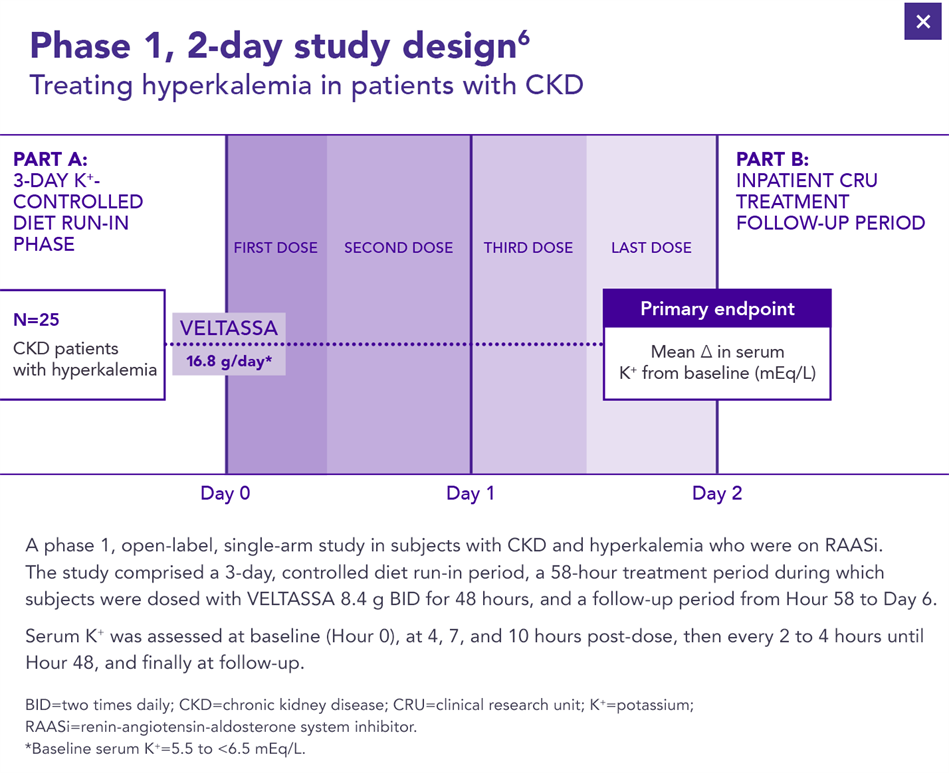 Phase 1, 2-day study design⁶
Treating hyperkalemia in patients with CKD
PART A:
3-DAY K⁺-
CONTROLLED
DIET RUN-IN
PHASE
FIRST DOSE
SECOND DOSE
THIRD DOSE
LAST DOSE
PART B:
INPATIENT CRU
TREATMENT
FOLLOW-UP PERIOD
N=25
CKD patients
with hyperkalemia
VELTASSA
16.8 g/day*
Primary endpoint
Mean Δ in serum
K⁺ from baseline (mEq/L)
Day 0
Day 1
Day 2
A phase 1, open-label, single-arm study in subjects with CKD and hyperkalemia who were on RAASi.
The study comprised a 3-day, controlled diet run-in period, a 58-hour treatment period during which
subjects were dosed with VELTASSA 8.4 g BID for 48 hours, and a follow-up period from Hour 58 to Day 6.
Serum K⁺ was assessed at baseline (Hour 0), at 4, 7, and 10 hours post-dose, then every 2 to 4 hours until
Hour 48, and finally at follow-up.
BID=two times daily; CKD=chronic kidney disease; CRU=clinical research unit; K⁺=potassium;
RAASi=renin-angiotensin-aldosterone system inhibitor.
*Baseline serum K⁺=5.5 to <6.5 mEq/L.